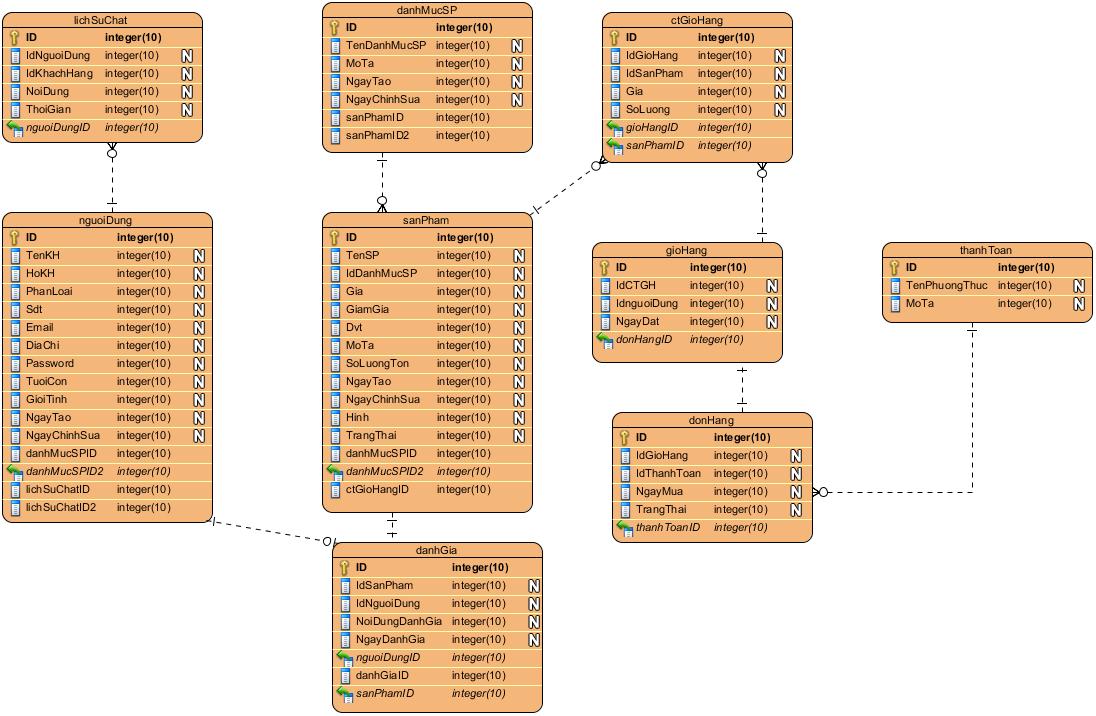 lichSuChat
ID integer(10)
IdNguoiDung integer(10) N
IdKhachHang integer(10) N
NoiDung integer(10) N
ThoiGian integer(10) N
nguoiDungID integer(10)
danhMucSP
ID integer(10)
TenDanhMucSP integer(10) N
MoTa integer(10) N
NgayTao integer(10) N
NgayChinhSua integer(10) N
sanPhamID integer(10)
sanPhamID2 integer(10)
ctGioHang
ID integer(10)
IdGioHang integer(10) N
IdSanPham integer(10) N
Gia integer(10) N
SoLuong integer(10) N
gioHangID integer(10)
sanPhamID integer(10)
nguoiDung
ID integer(10)
TenKH integer(10) N
HoKH integer(10) N
PhanLoai integer(10) N
Sdt integer(10) N
Email integer(10) N
DiaChi integer(10) N
Password integer(10) N
TuoiCon integer(10) N
GioiTinh integer(10) N
NgayTao integer(10) N
NgayChinhSua integer(10) N
danhMucSPID integer(10)
danhMucSPID2 integer(10)
lichSuChatID integer(10)
lichSuChatID2 integer(10)
sanPham
ID integer(10)
TenSP integer(10) N
IdDanhMucSP integer(10) N
Gia integer(10) N
GiamGia integer(10) N
Dvt integer(10) N
MoTa integer(10) N
SoLuongTon integer(10) N
NgayTao integer(10) N
NgayChinhSua integer(10) N
Hinh integer(10) N
TrangThai integer(10) N
danhMucSPID integer(10)
danhMucSPID2 integer(10)
ctGioHangID integer(10)
gioHang
ID integer(10)
IdCTGH integer(10) N
IdnguoiDung integer(10) N
NgayDat integer(10) N
donHangID integer(10)
thanhToan
ID integer(10)
TenPhuongThuc integer(10) N
MoTa integer(10) N
donHang
ID integer(10)
IdGioHang integer(10) N
IdThanhToan integer(10) N
NgayMua integer(10) N
TrangThai integer(10) N
thanhToanID integer(10)
danhGia
ID integer(10)
IdSanPham integer(10) N
IdNguoiDung integer(10) N
NoiDungDanhGia integer(10) N
NgayDanhGia integer(10) N
nguoiDungID integer(10)
danhGiaID integer(10)
sanPhamID integer(10)